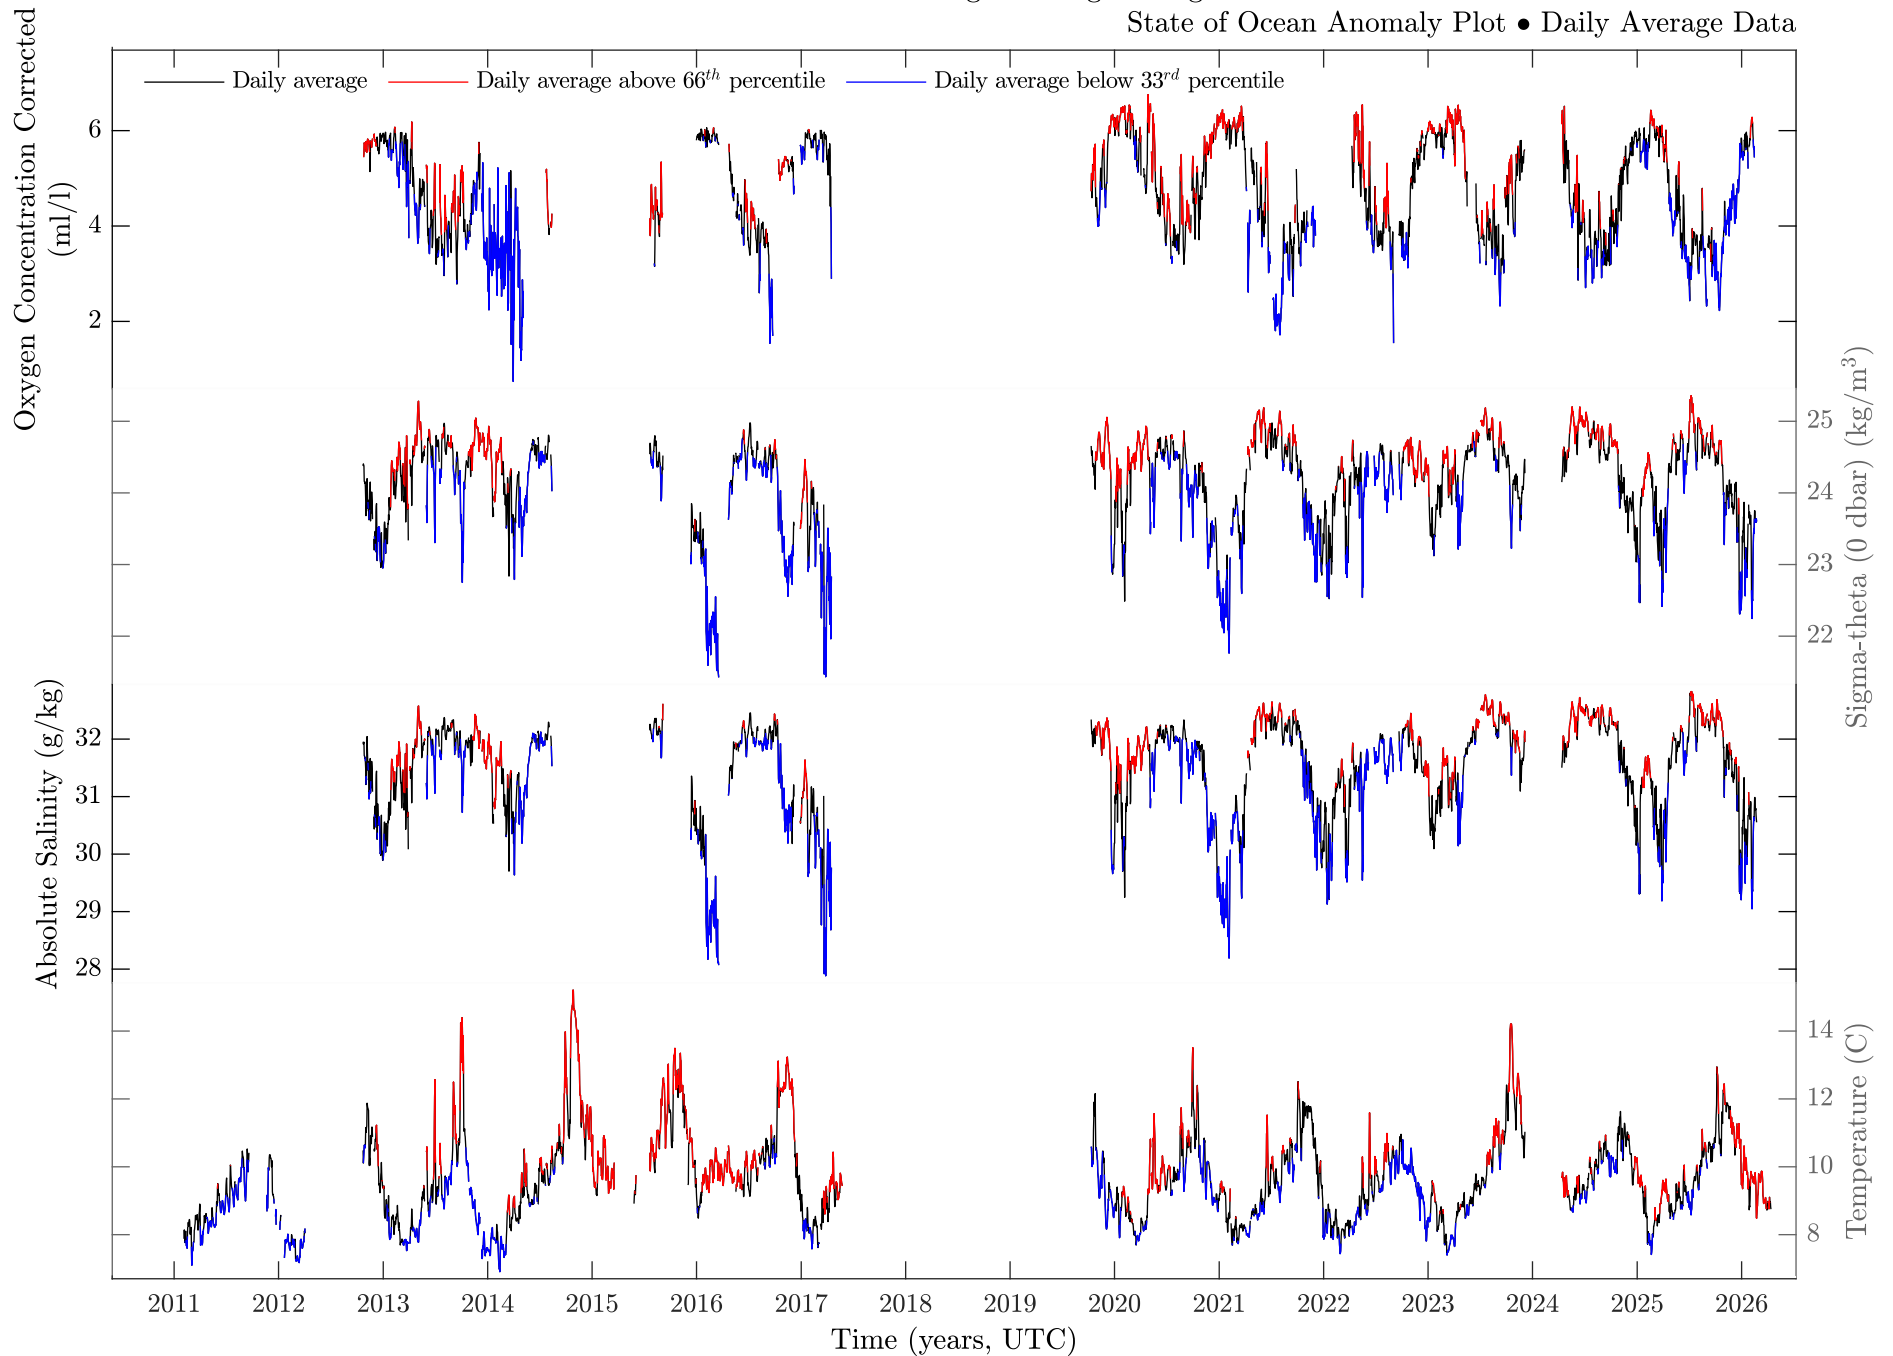 State of Ocean Anomaly Plot • Daily Average Data
Daily average
Daily average above 66th percentile
Daily average below 33rd percentile
Oxygen Concentration Corrected
(ml/l)
6
4
2
Sigma-theta (0 dbar) (kg/m3)
25
24
23
22
Absolute Salinity (g/kg)
32
31
30
29
28
Temperature (C)
14
12
10
8
2011 2012 2013 2014 2015 2016 2017 2018 2019 2020 2021 2022 2023 2024 2025 2026
Time (years, UTC)